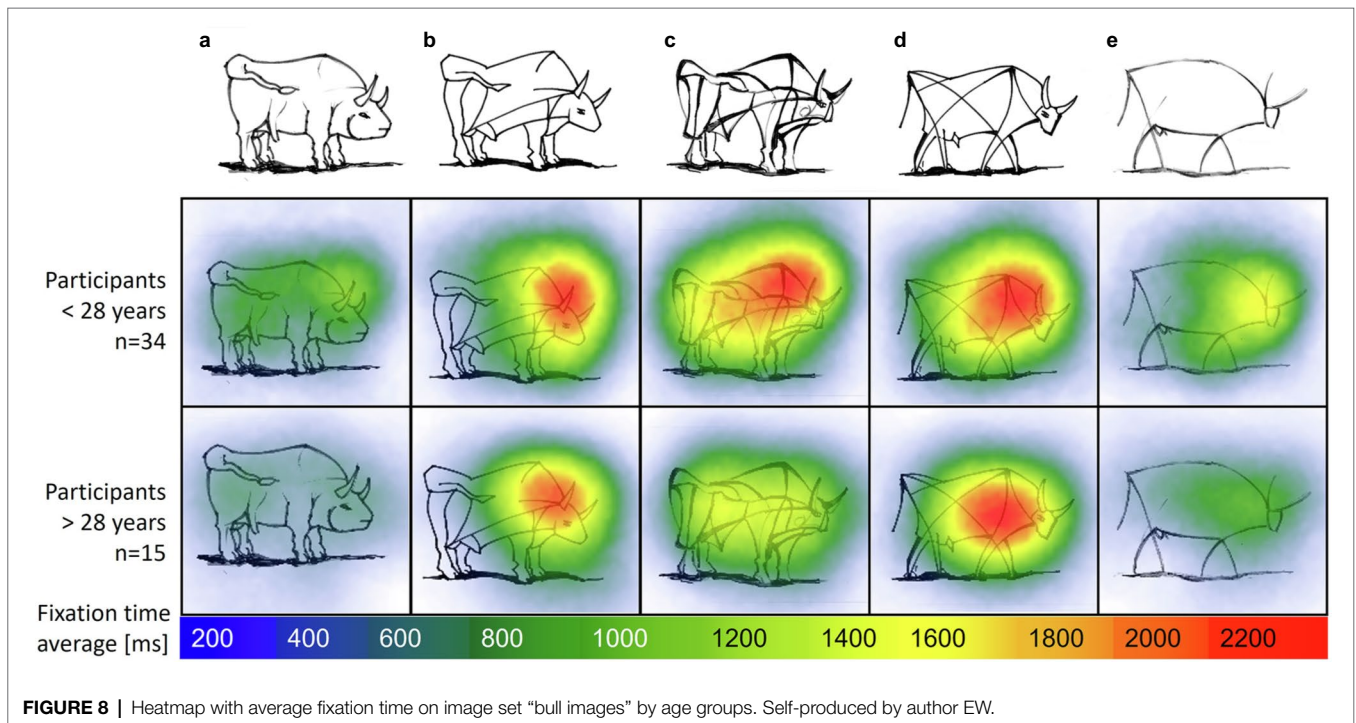 a b c d e
Participants
< 28 years
n=34
Participants
> 28 years
n=15
Fixation time
average [ms]
200 400 600 800 1000 1200 1400 1600 1800 2000 2200
FIGURE 8 | Heatmap with average fixation time on image set “bull images” by age groups. Self-produced by author EW.